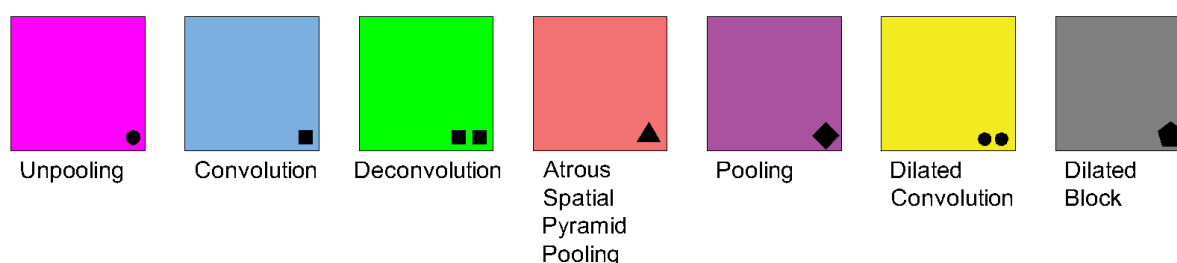 Unpooling
Convolution
Deconvolution
Atrous
Spatial
Pyramid
Pooling
Pooling
Dilated
Convolution
Dilated
Block